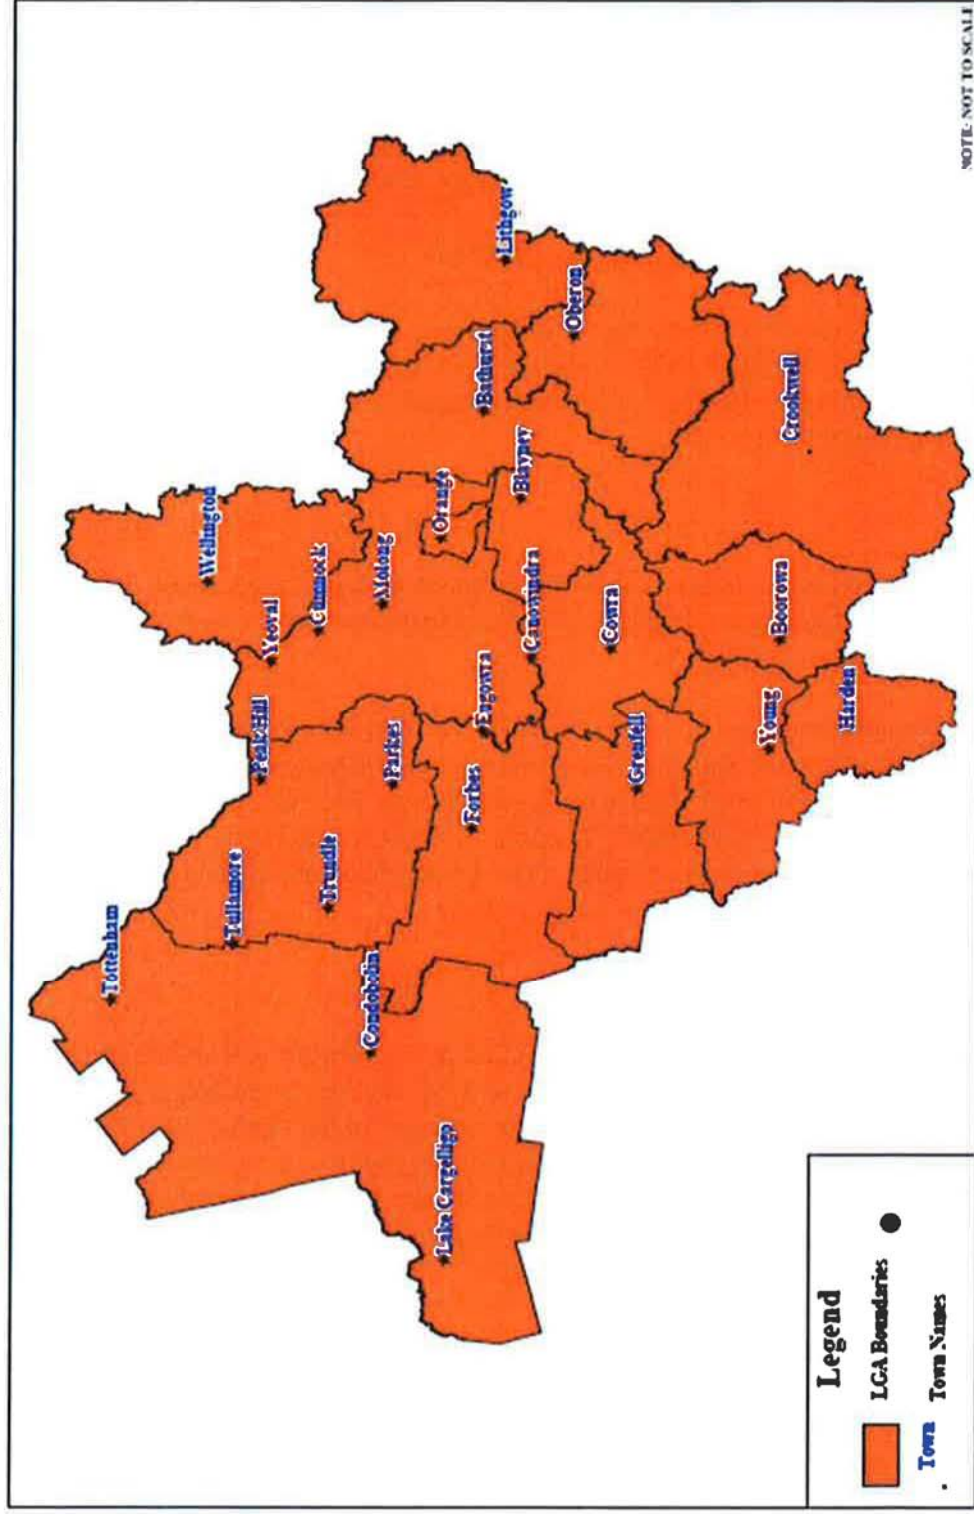 Tottenham
Wellington
Tullamore
Peak Hill
Yeoval
Cumnock
Trundle
Condobolin
Parkes
Molong
Lithgow
Lake Cargelligo
Forbes
Eugowra
Orange
Bathurst
Canowindra
Blayney
Oberon
Grenfell
Cowra
Young
Boorowa
Crookwell
Harden
Legend
LGA Boundaries
Town Town Names
NOTE: NOT TO SCALE